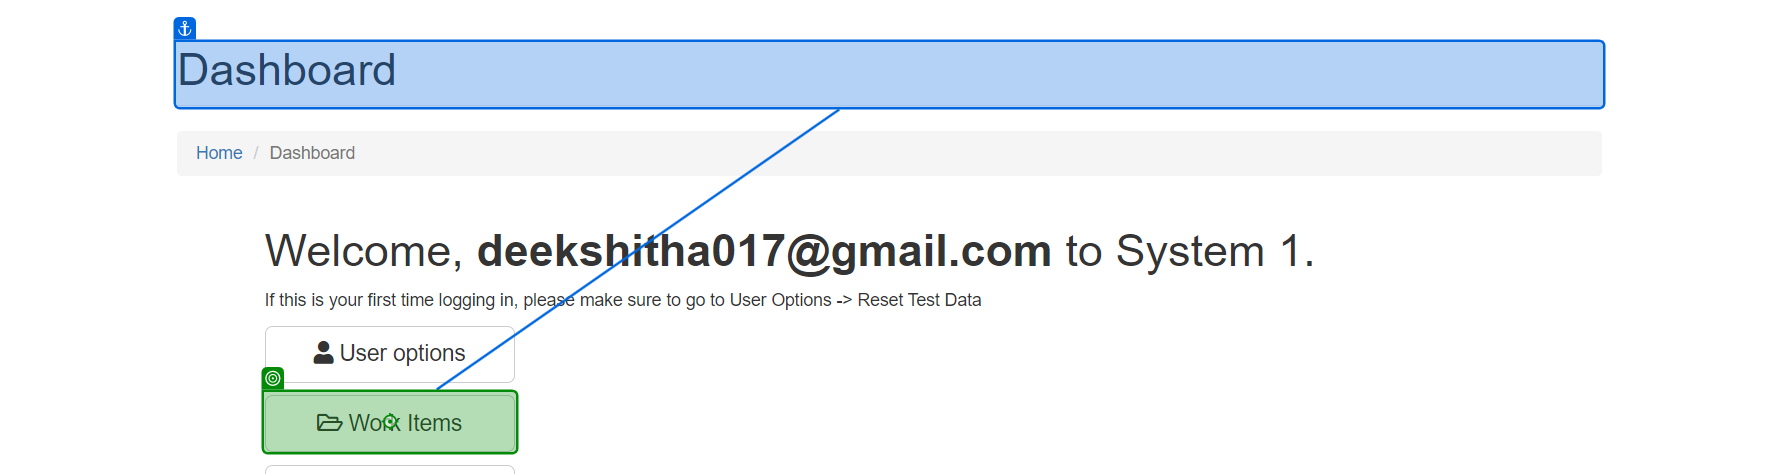 Dashboard
Home / Dashboard
Welcome, deekshitha017@gmail.com to System 1.
If this is your first time logging in, please make sure to go to User Options -> Reset Test Data
User options
Work Items